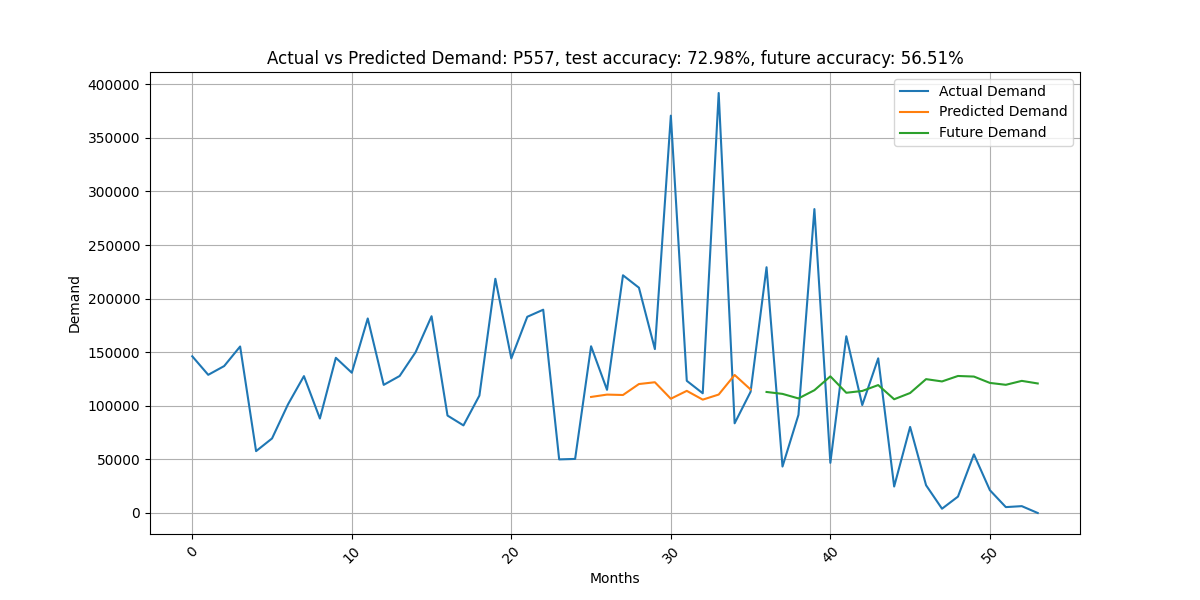 Actual vs Predicted Demand: P557, test accuracy: 72.98%, future accuracy: 56.51%
400000
350000
300000
250000
200000
150000
100000
50000
0
Demand
Actual Demand
Predicted Demand
Future Demand
0
10
20
30
40
50
Months